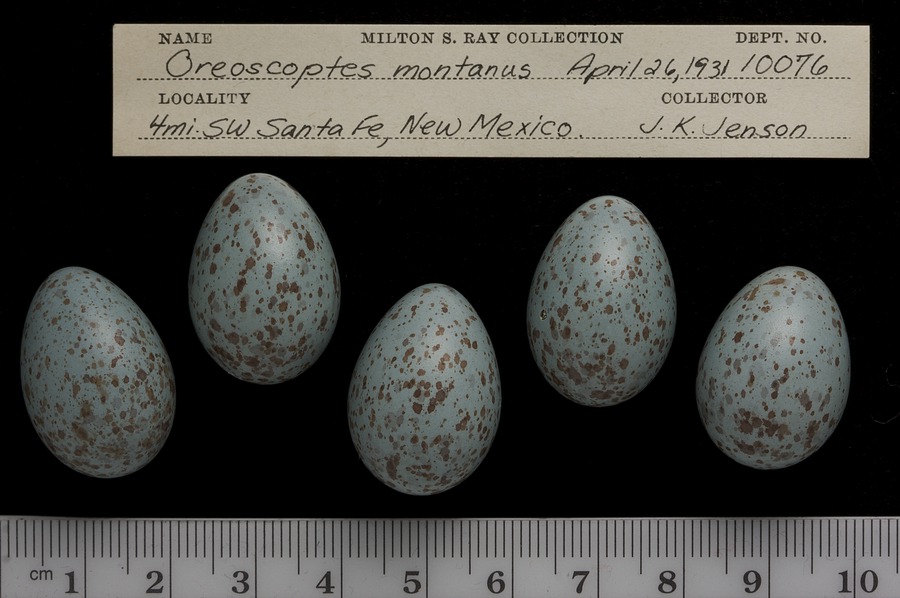 NAME MILTON S. RAY COLLECTION DEPT. NO.
Oreoscoptes montanus April 26, 1931 10076
LOCALITY COLLECTOR
4mi. SW Santa Fe, New Mexico. J. K. Jenson
cm 1 2 3 4 5 6 7 8 9 10